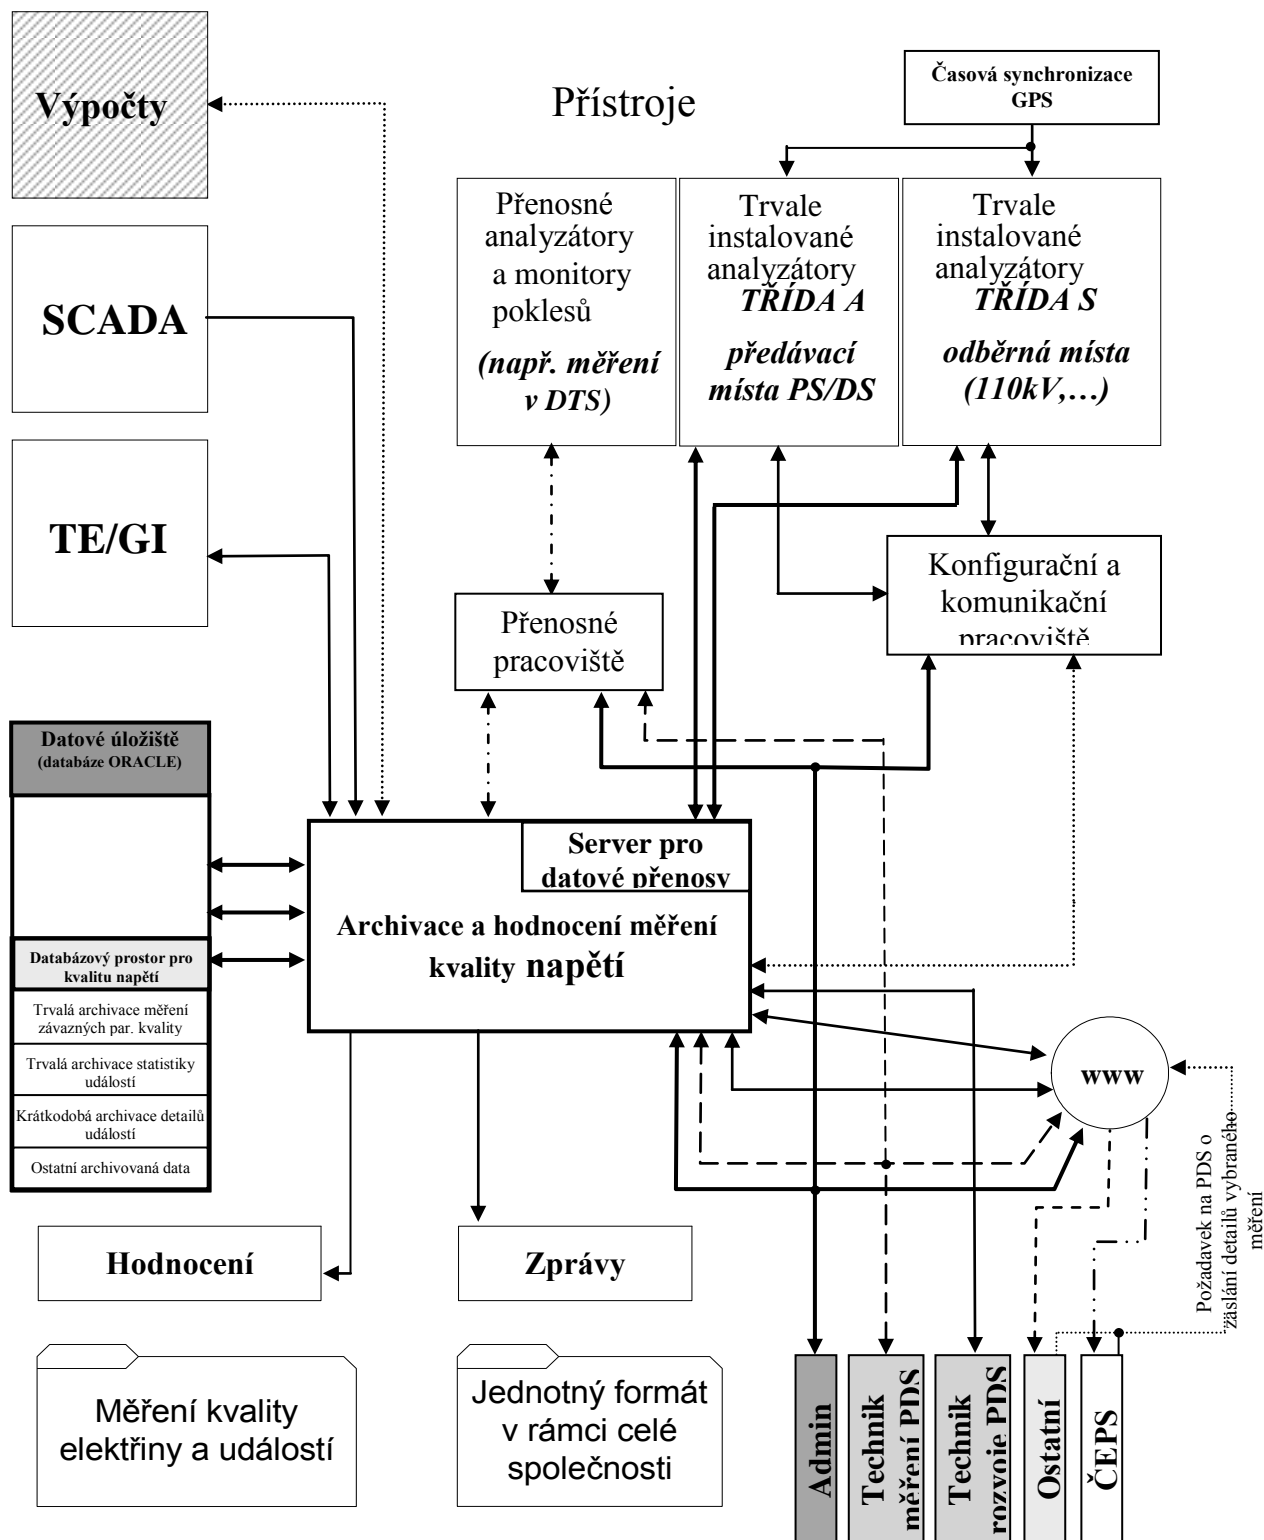 Výpočty
SCADA
TE/GI
Přístroje
Časová synchronizace
GPS
Přenosné
analyzátory
a monitory
poklesů
(např. měření
v DTS)
Trvale
instalované
analyzátory
TŘÍDA A
předávací
místa PS/DS
Trvale
instalované
analyzátory
TŘÍDA S
odběrná místa
(110kV,…)
Přenosné
pracoviště
Konfigurační a
komunikační
pracoviště
Datové úložiště
(databáze ORACLE)
Databázový prostor pro
kvalitu napětí
Trvalá archivace měření
závazných par. kvality
Trvalá archivace statistiky
událostí
Krátkodobá archivace detailů
událostí
Ostatní archivovaná data
Server pro
datové přenosy
Archivace a hodnocení měření
kvality napětí
www
Požadavek na PDS o
zaslání detailů vybraného
měření
Hodnocení
Zprávy
Měření kvality
elektřiny a událostí
Jednotný formát
v rámci celé
společnosti
Admin
Technik
měření PDS
Technik
rozvoje PDS
Ostatní
ČEPS